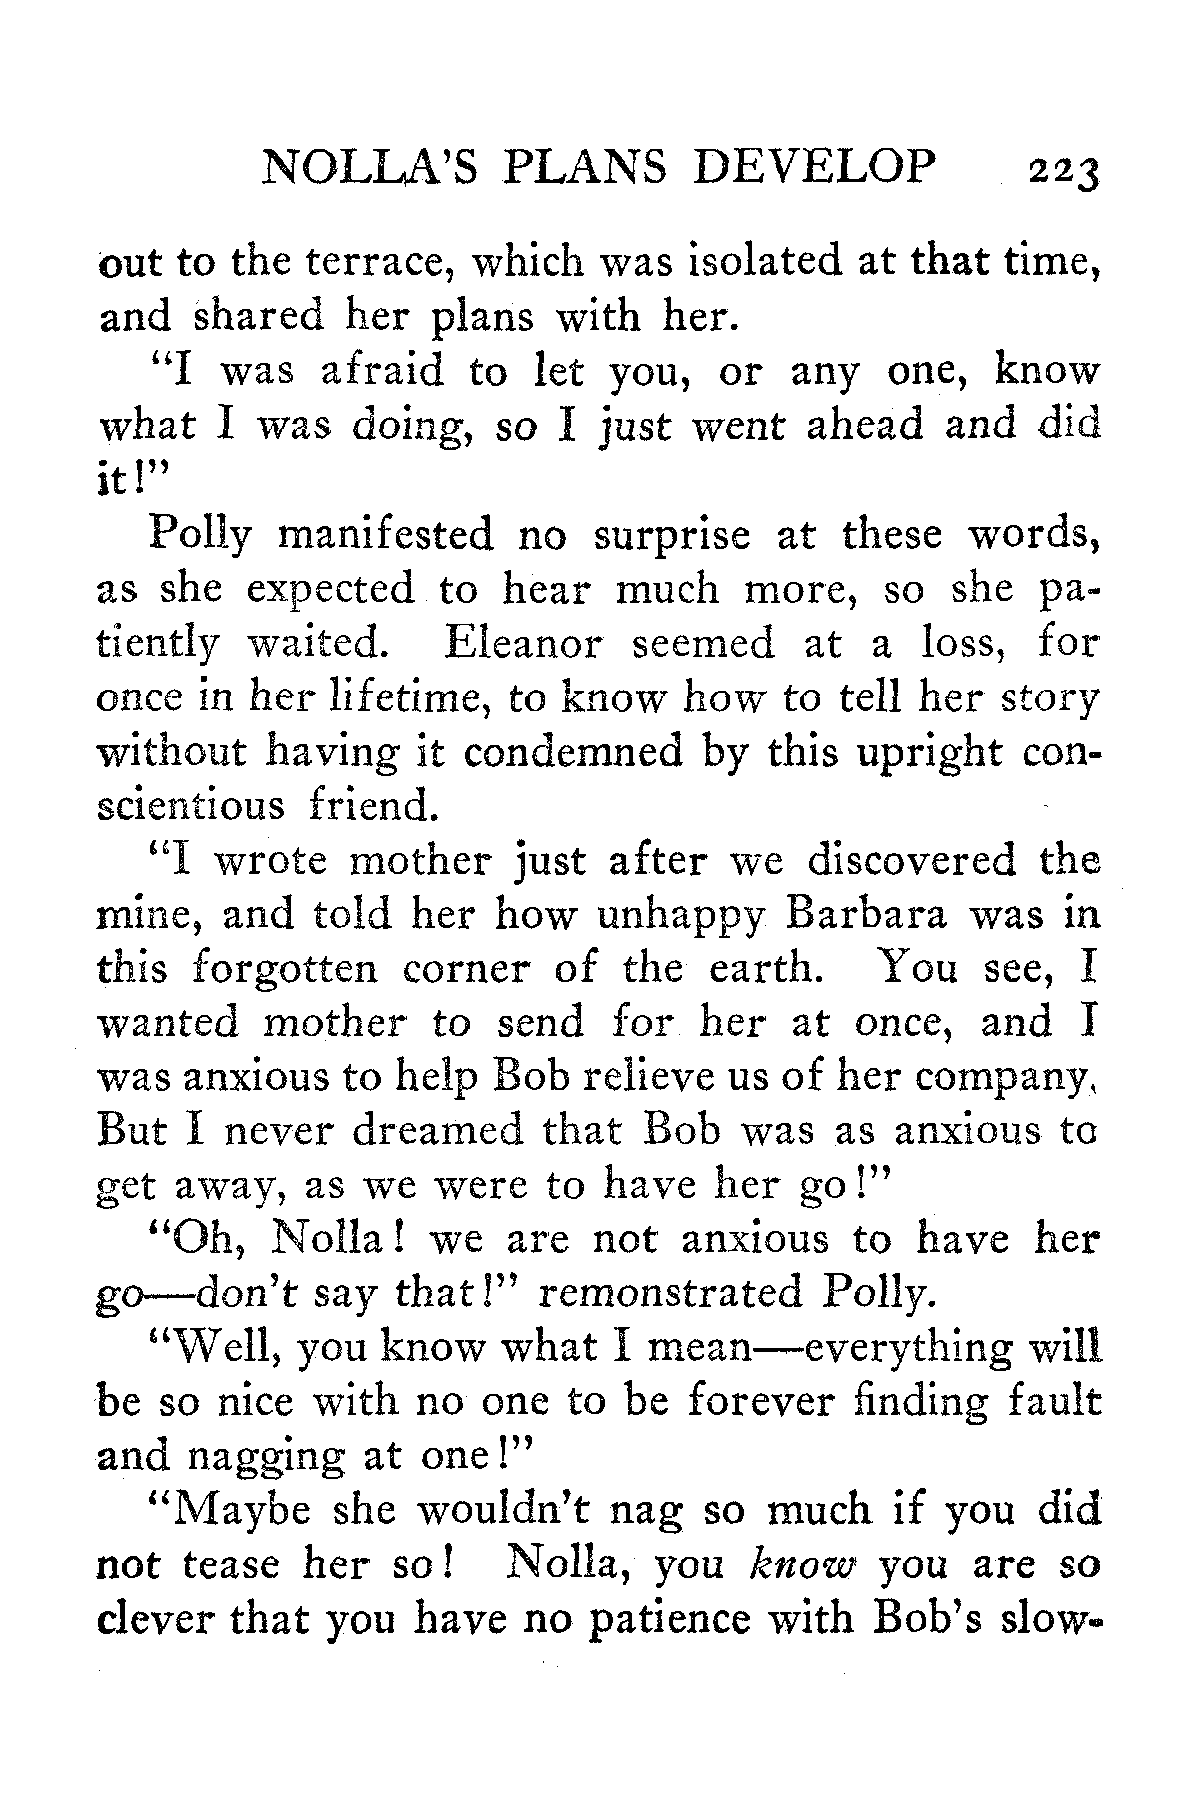 NOLLA'S PLANS DEVELOP 223
out to the terrace, which was isolated at that time,
and shared her plans with her.
"I was afraid to let you, or any one, know
what I was doing, so I just went ahead and did
it!"
Polly manifested no surprise at these words,
as she expected to hear much more, so she pa-
tiently waited. Eleanor seemed at a loss, for
once in her lifetime, to know how to tell her story
without having it condemned by this upright con-
scientious friend.
"I wrote mother just after we discovered the
mine, and told her how unhappy Barbara was in
this forgotten corner of the earth. You see, I
wanted mother to send for her at once, and I
was anxious to help Bob relieve us of her company.
But I never dreamed that Bob was as anxious to
get away, as we were to have her go!"
"Oh, Nolla! we are not anxious to have her
go—don't say that!" remonstrated Polly.
"Well, you know what I mean—everything will
be so nice with no one to be forever finding fault
and nagging at one!"
"Maybe she wouldn't nag so much if you did
not tease her so! Nolla, you know you are so
clever that you have no patience with Bob's slow-